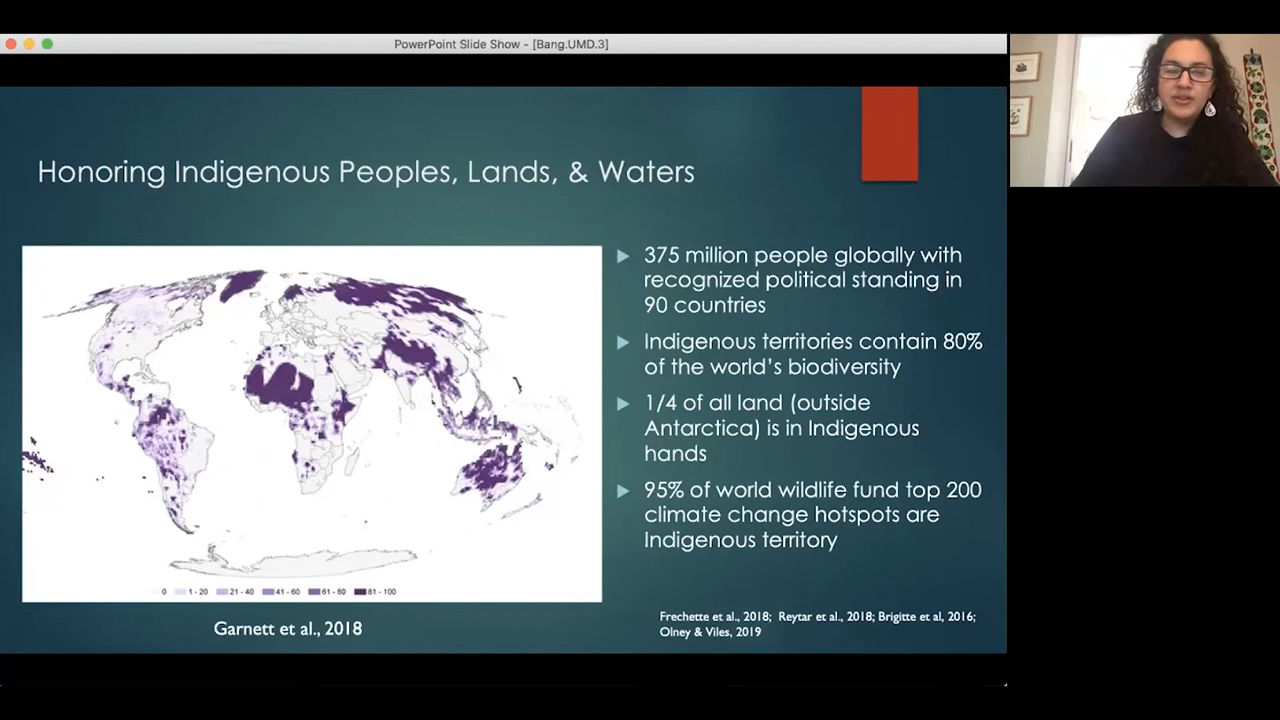 PowerPoint Slide Show - [Bang.UMD.3]
Honoring Indigenous Peoples, Lands, & Waters
375 million people globally with
recognized political standing in
90 countries
Indigenous territories contain 80%
of the world's biodiversity
1/4 of all land (outside
Antarctica) is in Indigenous
hands
95% of world wildlife fund top 200
climate change hotspots are
Indigenous territory
0 1 - 20 21 - 40 41 - 60 61 - 80 81 - 100
Garnett et al., 2018
Frechette et al., 2018; Reytar et al., 2018; Brigitte et al, 2016;
Olney & Viles, 2019